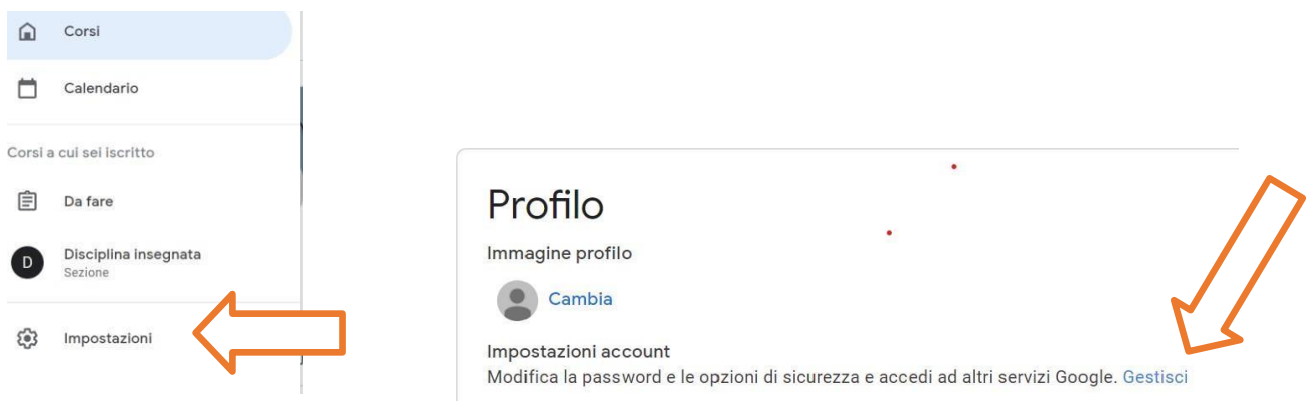 Corsi
Calendario
Corsi a cui sei iscritto
Da fare
D
Disciplina insegnata
Sezione
Impostazioni
Profilo
Immagine profilo
Cambia
Impostazioni account
Modifica la password e le opzioni di sicurezza e accedi ad altri servizi Google. Gestisci